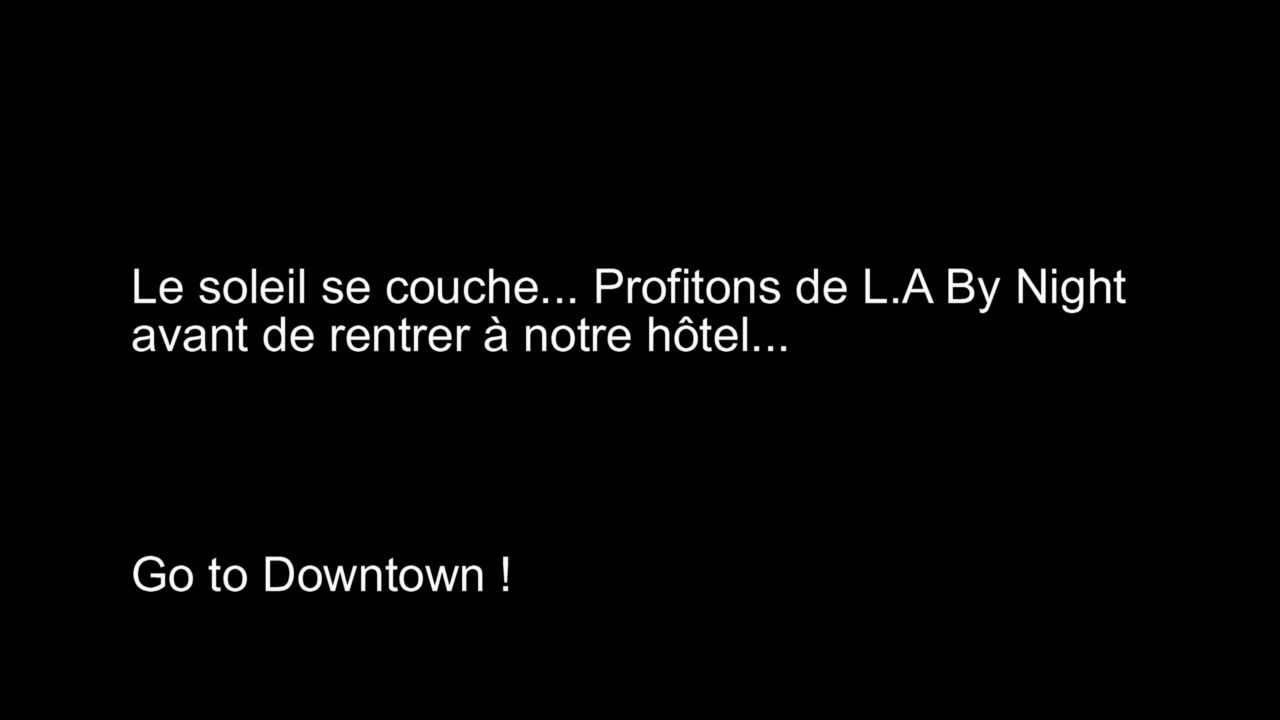 Le soleil se couche... Profitons de L.A By Night
avant de rentrer à notre hôtel...
Go to Downtown !